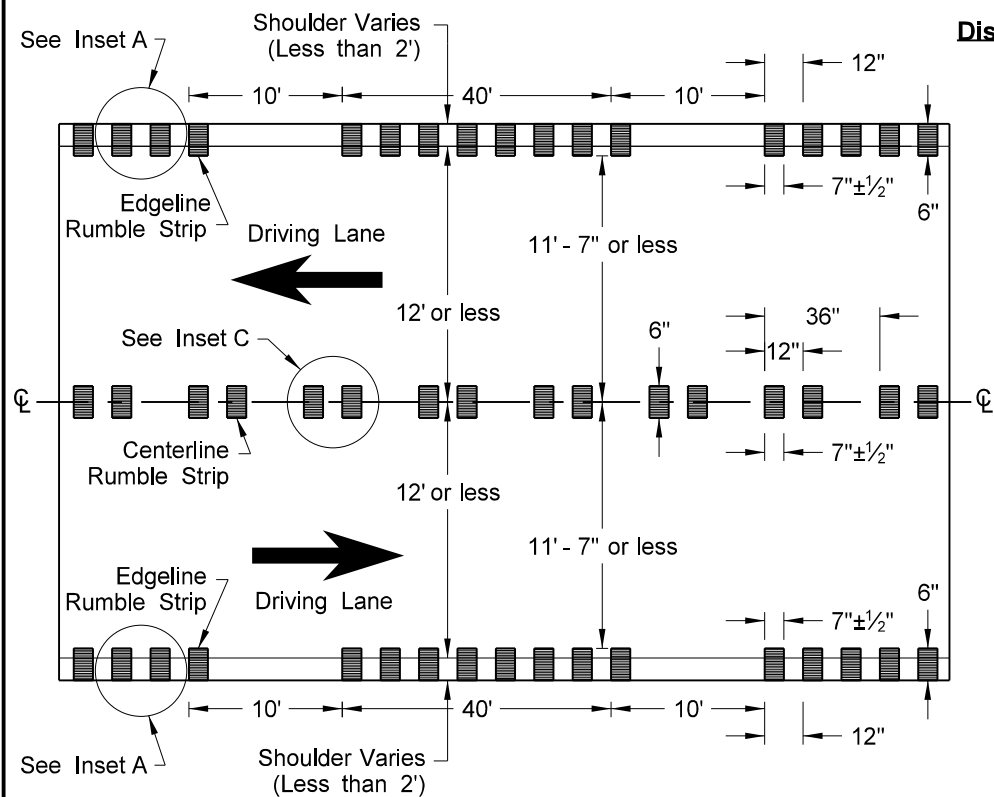 See Inset A
Shoulder Varies
(Less than 2')
Dis
12"
10'
40'
10'
Edgeline
Rumble Strip
7"±½"
6"
Driving Lane
11' - 7" or less
12' or less
36"
See Inset C
6"
12"
℄
℄
Centerline
Rumble Strip
7"±½"
12' or less
11' - 7" or less
Edgeline
Rumble Strip
Driving Lane
6"
7"±½"
10'
40'
10'
12"
See Inset A
Shoulder Varies
(Less than 2')